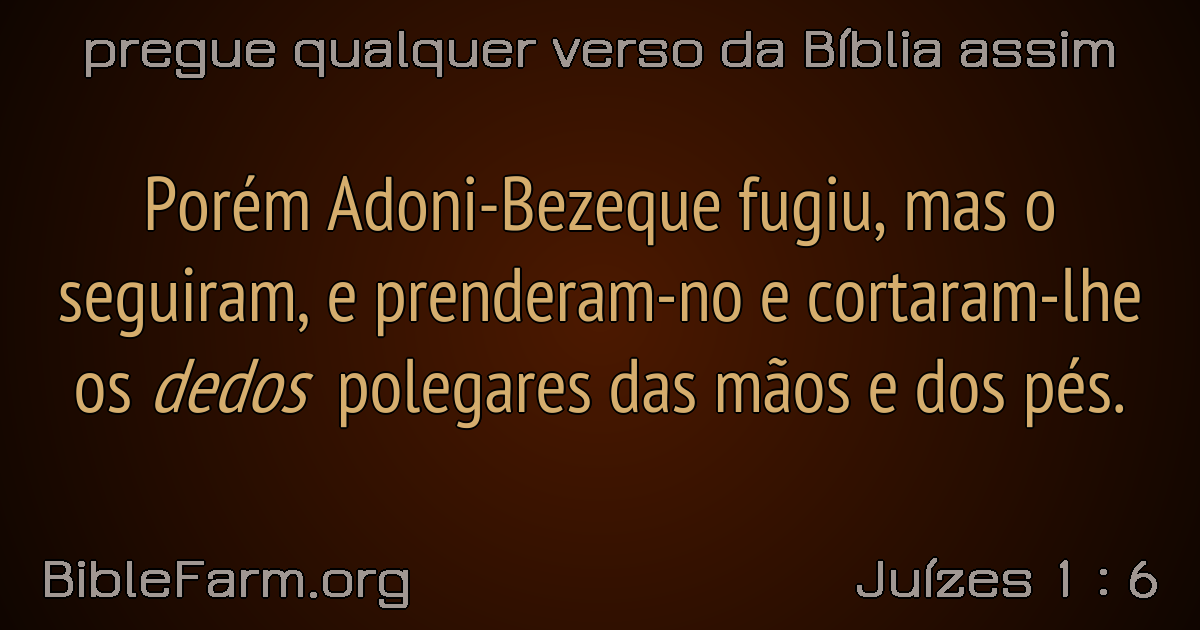 pregue qualquer verso da Bíblia assim
Porém Adoni-Bezeque fugiu, mas o
seguiram, e prenderam-no e cortaram-lhe
os dedos polegares das mãos e dos pés.
BibleFarm.org
Juízes 1 : 6